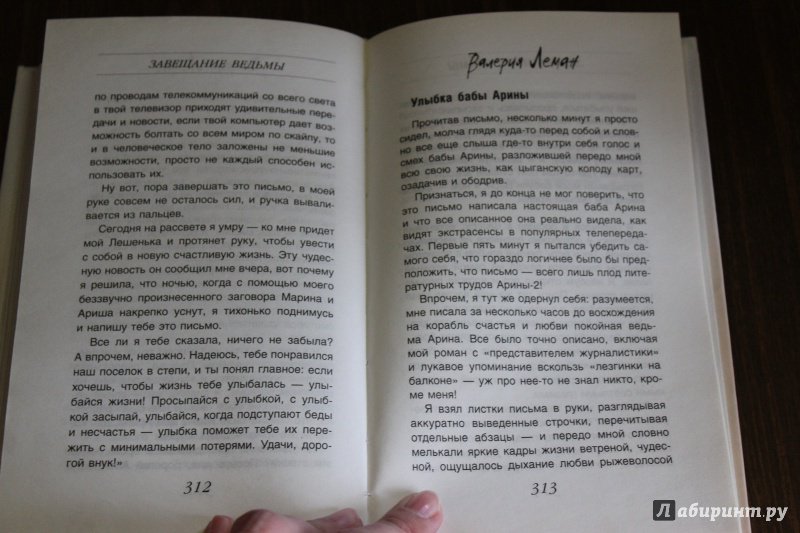 ЗАВЕЩАНИЕ ВЕДЬМЫ
по проводам телекоммуникаций со всего света
в твой телевизор приходят удивительные пере-
дачи и новости, если твой компьютер дает воз-
можность болтать со всем миром по скайпу, то
и в человеческое тело заложены не меньшие
возможности, просто не каждый способен ис-
пользовать их.
Ну вот, пора завершать это письмо, в моей
руке совсем не осталось сил, и ручка вывали-
вается из пальцев.
Сегодня на рассвете я умру — ко мне придет
мой Лешенька и протянет руку, чтобы увести
с собой в новую счастливую жизнь. Эту чудес-
ную новость он сообщил мне вчера, вот почему
я решила, что ночью, когда с помощью моего
беззвучно произнесенного заговора Марина и
Ариша накрепко уснут, я тихонько поднимусь
и напишу тебе это письмо.
Все ли я тебе сказала, ничего не забыла?
А впрочем, неважно. Надеюсь, тебе понравился
наш поселок в степи, и ты понял главное: если
хочешь, чтобы жизнь тебе улыбалась — улы-
байся жизни! Просыпайся с улыбкой, с улыб-
кой засыпай, улыбайся, когда подступают беды
и несчастья — улыбка поможет тебе их пере-
жить с минимальными потерями. Удачи, доро-
гой внук!»
312
Валерия Леман
Улыбка бабы Арины
Прочитав письмо, несколько минут я просто
сидел, молча глядя куда-то перед собой и слов-
но все еще слыша где-то внутри себя голос и
смех бабы Арины, разложившей передо мной
всю свою жизнь, как цыганскую колоду карт,
озадачив и ободрив.
Признаться, я до конца не мог поверить, что
это письмо написала настоящая баба Арина
и что все описанное она реально видела, как
видят экстрасенсы в популярных телепереда-
чах. Первые пять минут я пытался убедить са-
мого себя, что гораздо логичнее было бы пред-
положить, что письмо — всего лишь плод лите-
ратурных трудов Арины-2!
Впрочем, я тут же одернул себя: разумеется,
мне писала за несколько часов до восхождения
на корабль счастья и любви покойная ведь-
ма Арина. Все было точно описано, включая
мой роман с «представителем журналистики»
и лукавое упоминание вскользь «лезгинки на
балконе» — уж про нее-то не знал никто, кро-
ме меня!
Я взял листки письма в руки, разглядывая
аккуратно выведенные строчки, перечитывая
отдельные абзацы — и передо мной словно
мелькали яркие кадры жизни ветреной, чудес-
ной, ощущалось дыхание любви рыжеволосой
313
Лабиринт.ру